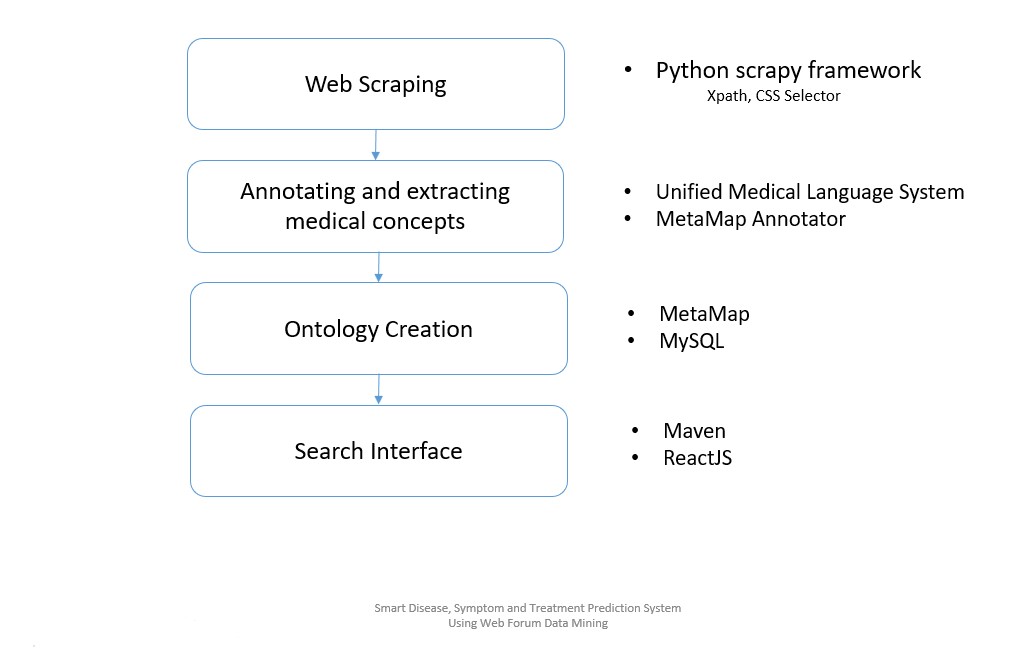 Web Scraping
• Python scrapy framework
Xpath, CSS Selector
Annotating and extracting
medical concepts
• Unified Medical Language System
• MetaMap Annotator
Ontology Creation
• MetaMap
• MySQL
Search Interface
• Maven
• ReactJS
Smart Disease, Symptom and Treatment Prediction System
Using Web Forum Data Mining